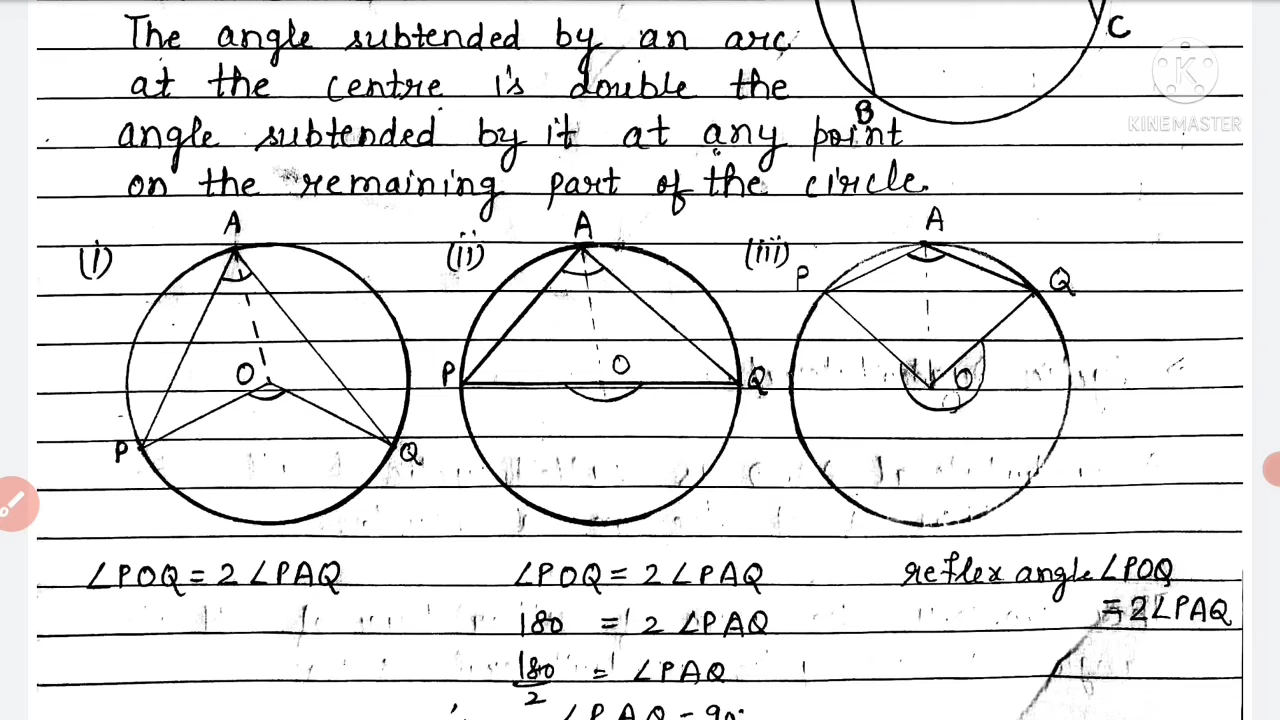 The angle subtended by an arc
C
at the centre is double the
B
KINEMASTER
angle subtended by it at any point
on the remaining part of the circle.
A
A
A
(i)
(ii)
(iii)
P
Q
O
P
O
Q
O
P
Q
∠POQ = 2 ∠PAQ
∠POQ = 2 ∠PAQ
reflex angle ∠POQ
= 2∠PAQ
180 = 2 ∠PAQ
180/2 = ∠PAQ
∠PAQ = 90°